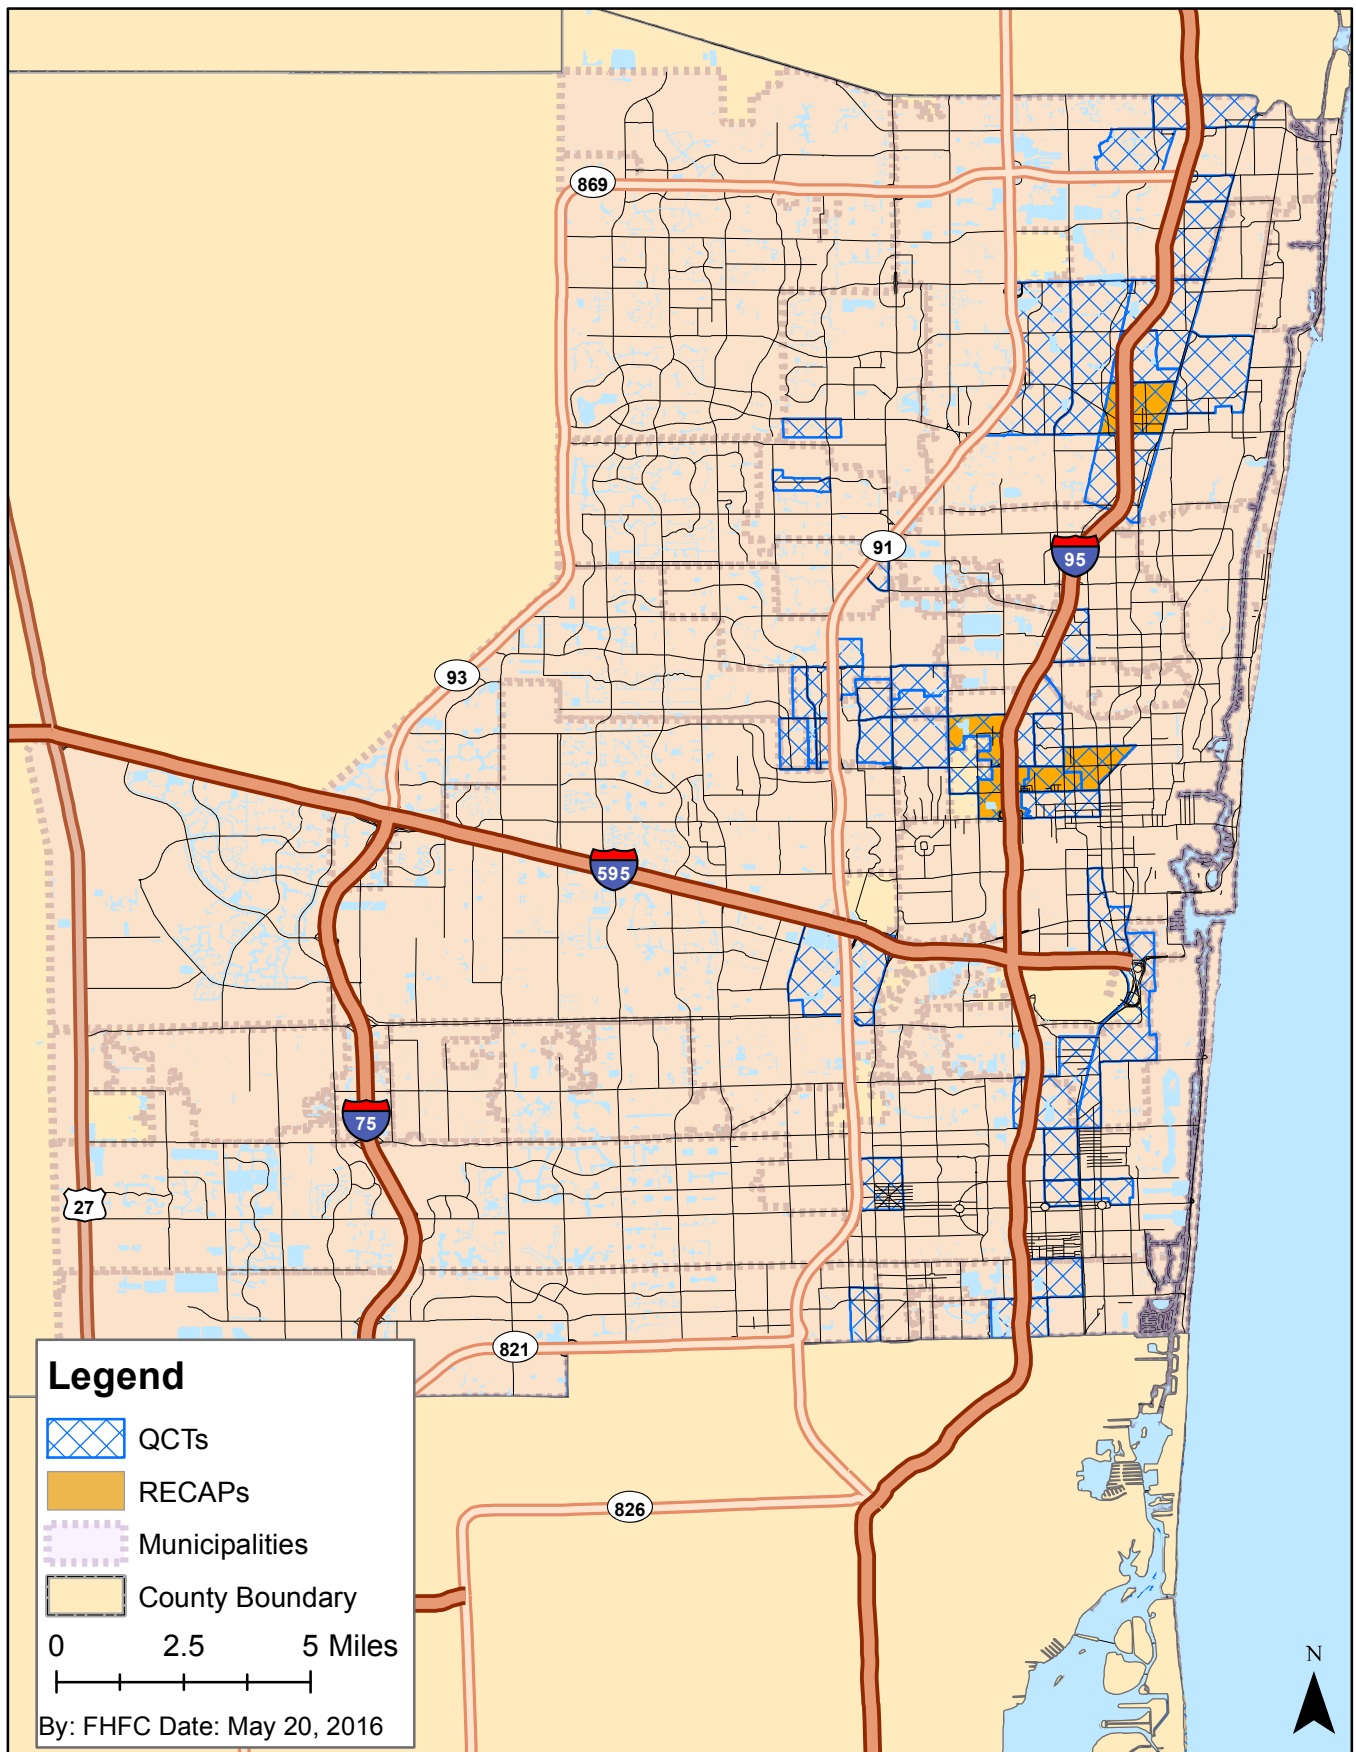 869
91
95
93
595
75
27
821
826
Legend
QCTs
RECAPs
Municipalities
County Boundary
0 2.5 5 Miles
By: FHFC Date: May 20, 2016
N